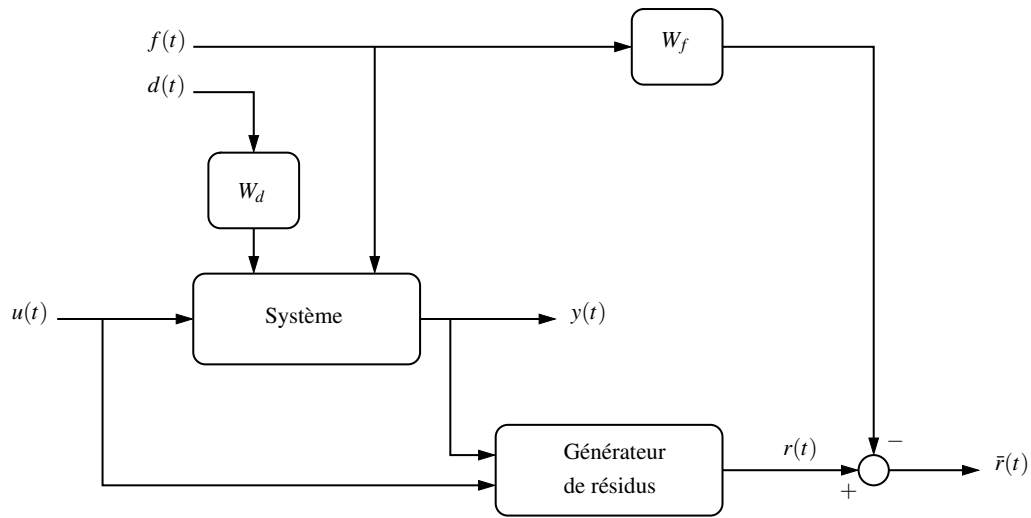 f(t)
W_f
d(t)
W_d
u(t)
Système
y(t)
Générateur
de résidus
r(t)
−
+
r̄(t)